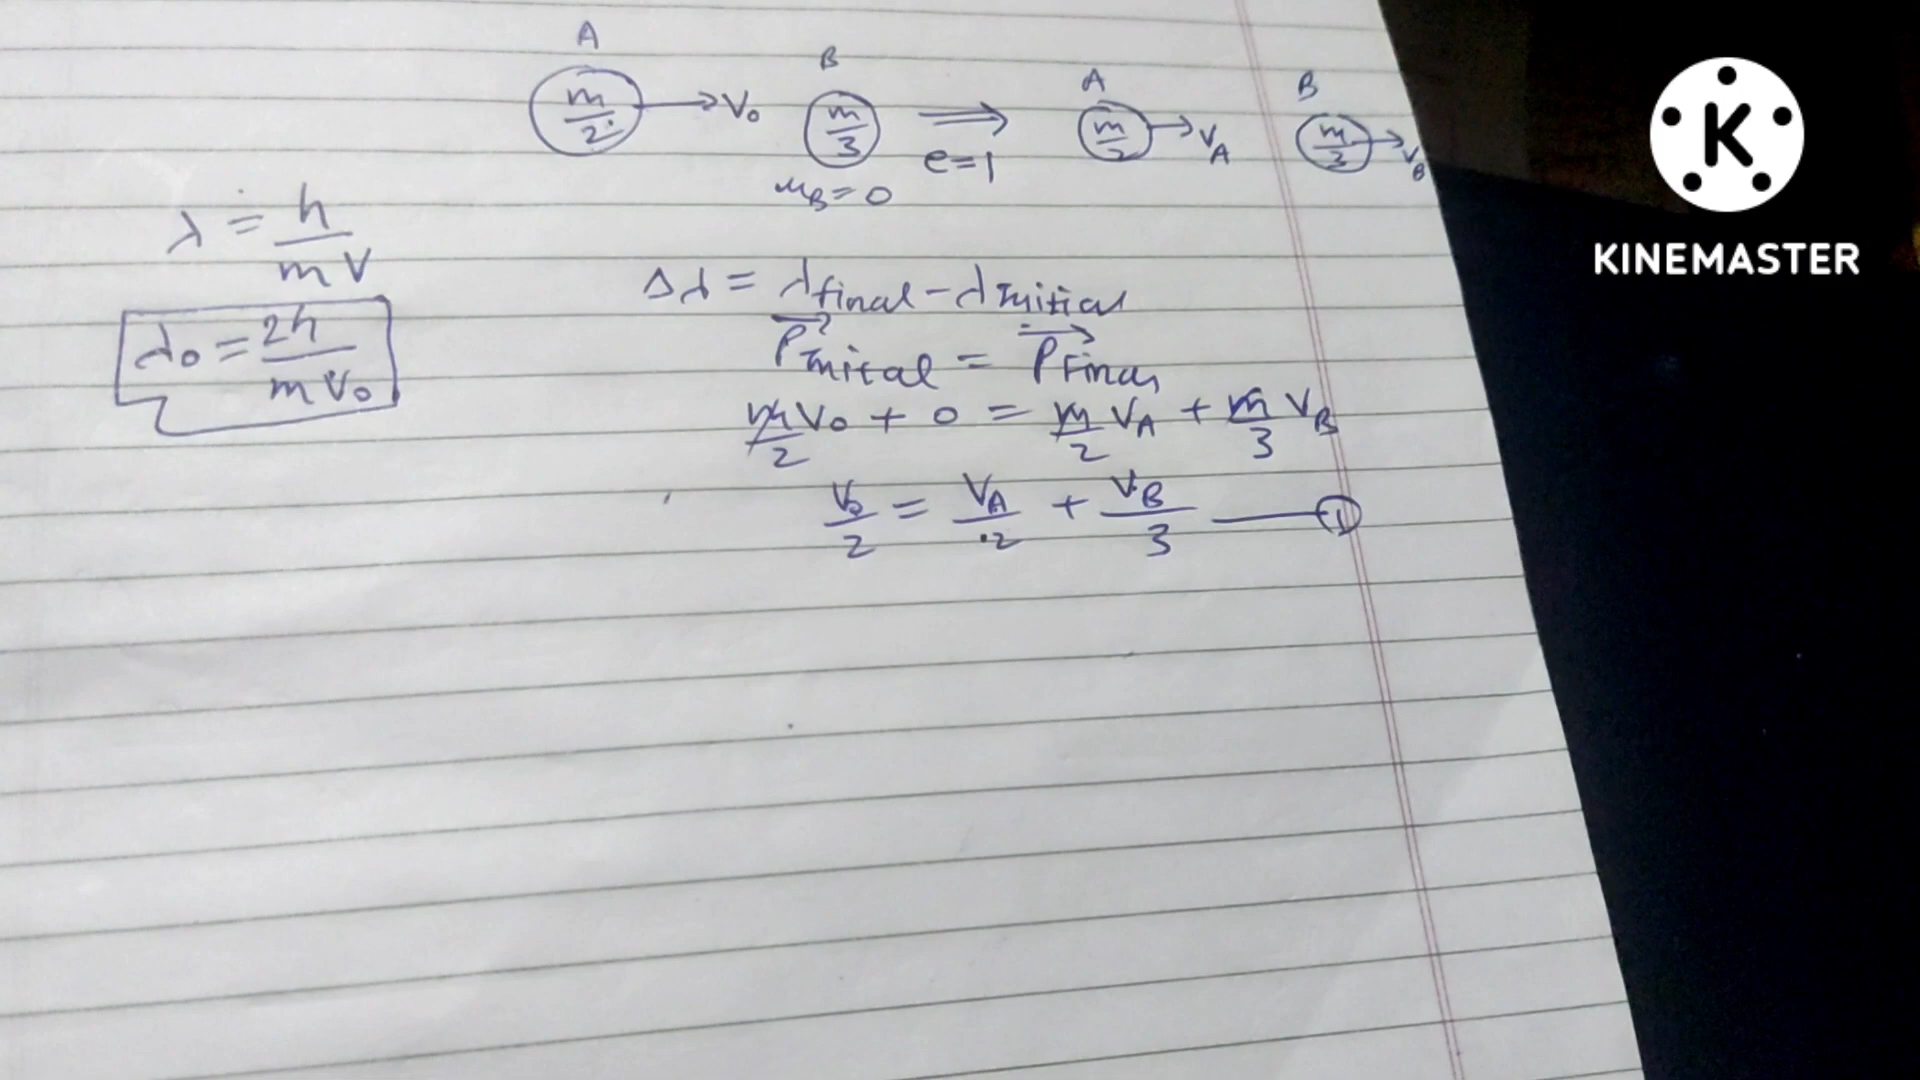 A
B
A
B
m/2 → V₀
m/3
⇒
m/2 → V_A
m/3 → V_B
e=1
u_B = 0
λ = h/mV
λ₀ = 2h/mV₀
Δλ = λfinal - λInitial
P⃗Inital = P⃗Final
m/2 V₀ + 0 = m/2 V_A + m/3 V_B
V₀/2 = V_A/2 + V_B/3 —— ①
K
KINEMASTER